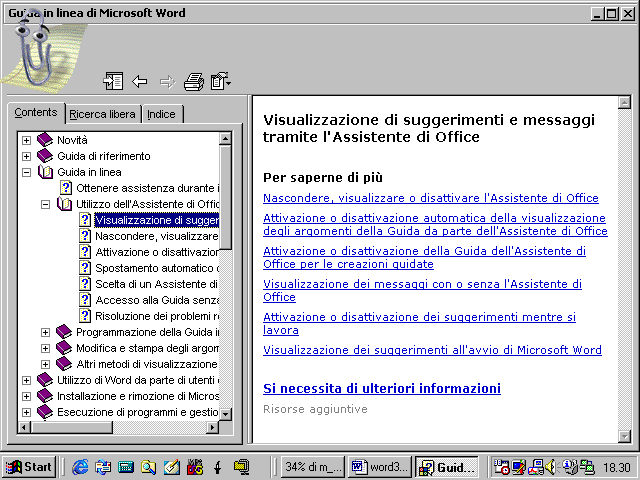 Guida in linea di Microsoft Word
Contents
Ricerca libera
Indice
Novità
Guida di riferimento
Guida in linea
Ottenere assistenza durante i
Utilizzo dell'Assistente di Offic
Visualizzazione di sugger
Nascondere, visualizzare
Attivazione o disattivazion
Spostamento automatico d
Scelta di un Assistente di
Accesso alla Guida senza
Risoluzione dei problemi re
Programmazione della Guida in
Modifica e stampa degli argom
Altri metodi di visualizzazione
Utilizzo di Word da parte di utenti d
Installazione e rimozione di Micros
Esecuzione di programmi e gestio
Visualizzazione di suggerimenti e messaggi
tramite l'Assistente di Office
Per saperne di più
Nascondere, visualizzare o disattivare l'Assistente di Office
Attivazione o disattivazione automatica della visualizzazione
degli argomenti della Guida da parte dell'Assistente di Office
Attivazione o disattivazione della Guida dell'Assistente di
Office per le creazioni guidate
Visualizzazione dei messaggi con o senza l'Assistente di
Office
Attivazione o disattivazione dei suggerimenti mentre si
lavora
Visualizzazione dei suggerimenti all'avvio di Microsoft Word
Si necessita di ulteriori informazioni
Risorse aggiuntive
Start
34% di m_...
word3...
Guid...
18.30